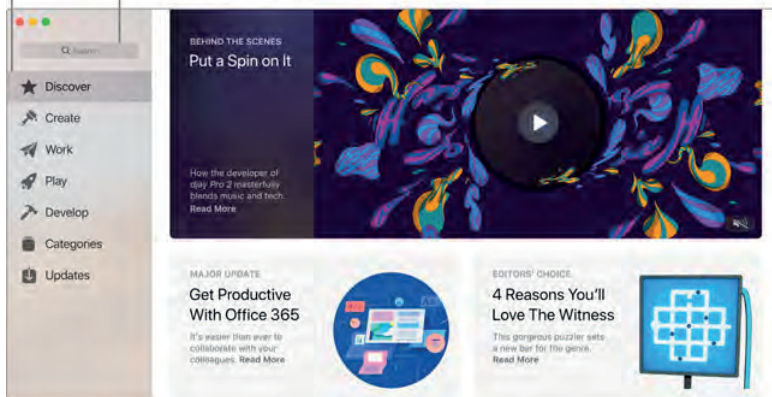 Search
Discover
Create
Work
Play
Develop
Categories
Updates
BEHIND THE SCENES
Put a Spin on It
How the developer of
djay Pro 2 masterfully
blends music and tech.
Read More
MAJOR UPDATE
Get Productive
With Office 365
It's easier than ever to
collaborate with your
colleagues. Read More
EDITORS' CHOICE
4 Reasons You'll
Love The Witness
This gorgeous puzzler sets
a new bar for the genre.
Read More